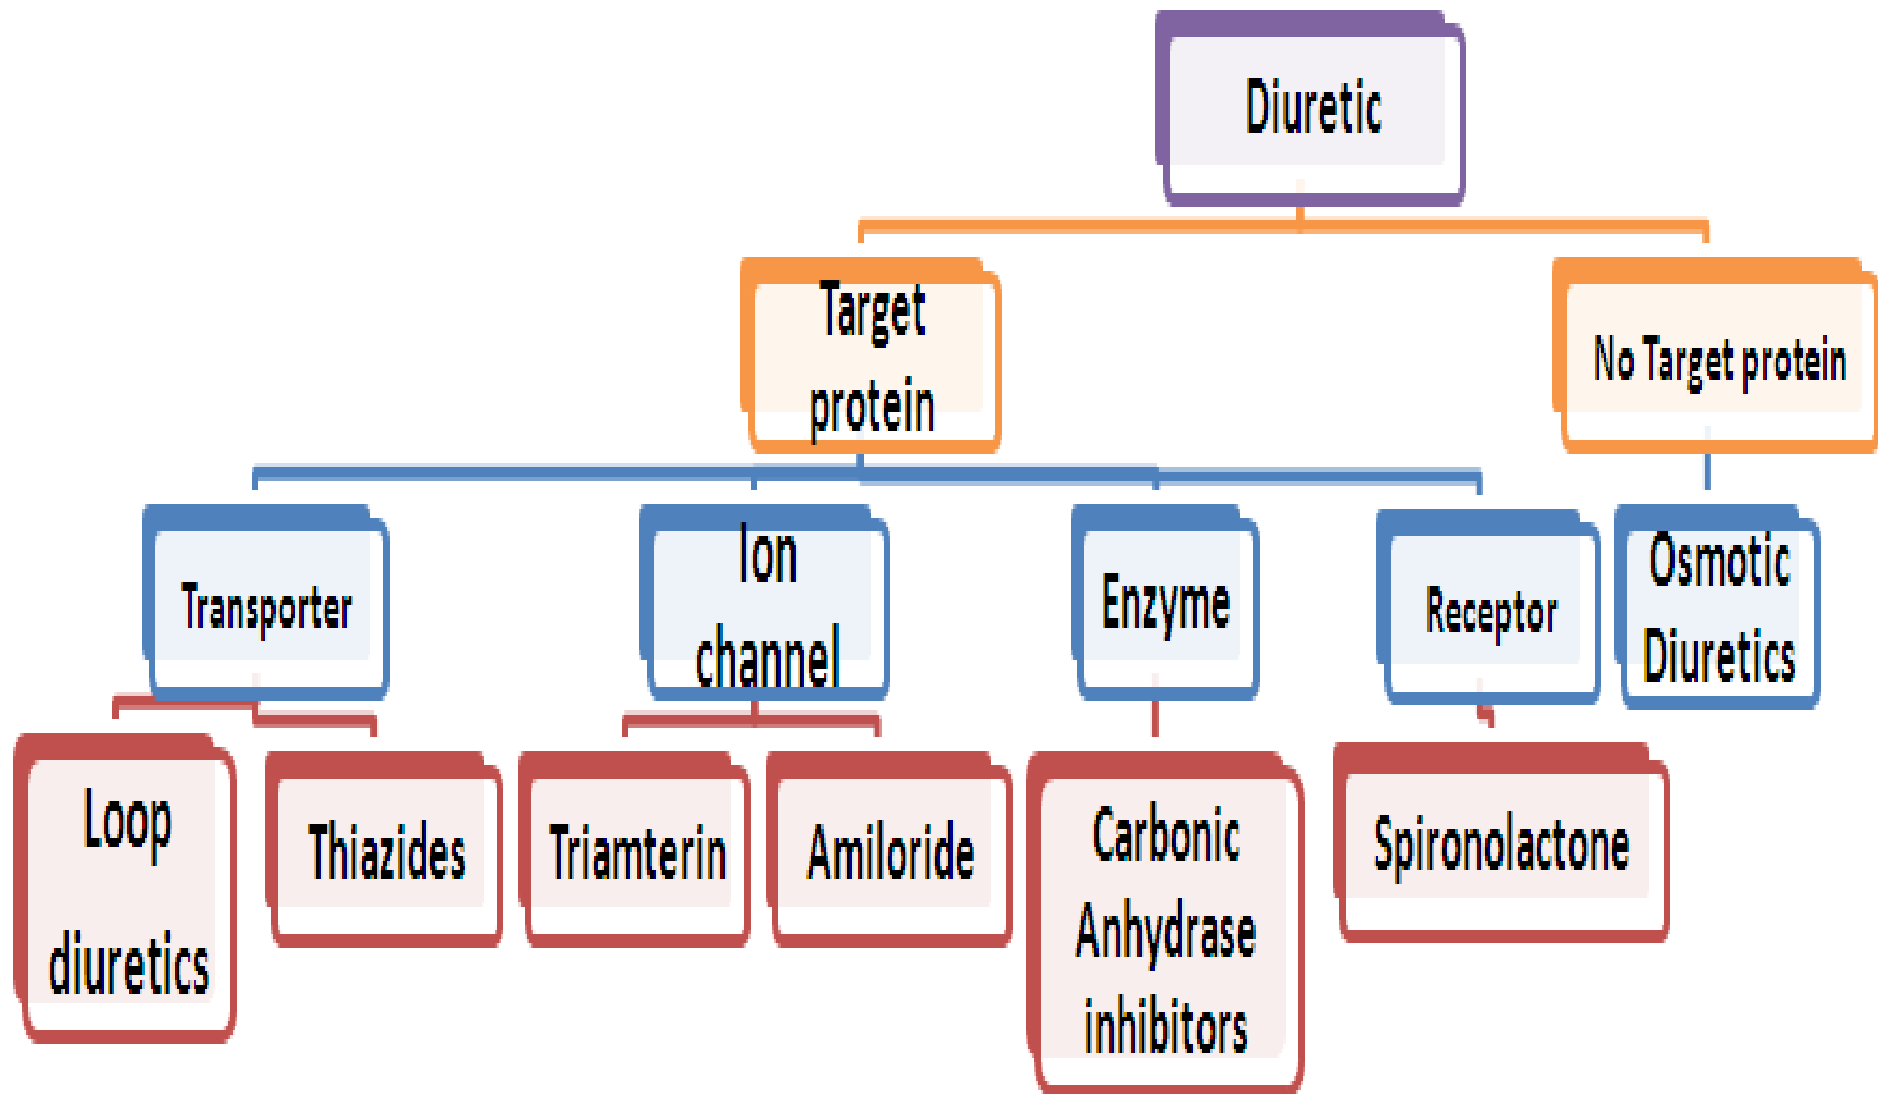 Diuretic
Target
protein
No Target protein
Transporter
Ion
channel
Enzyme
Receptor
Osmotic
Diuretics
Loop
diuretics
Thiazides
Triamterin
Amiloride
Carbonic
Anhydrase
inhibitors
Spironolactone